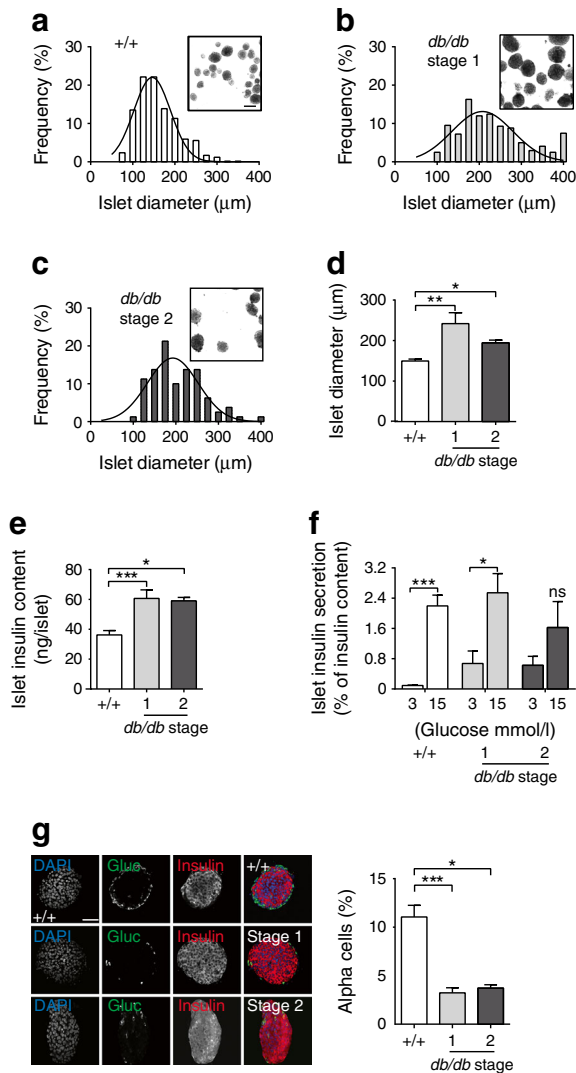 a
+/+
Frequency (%)
30
20
10
0
0 100 200 300 400
Islet diameter (μm)
b
db/db
stage 1
Frequency (%)
30
20
10
0
0 100 200 300 400
Islet diameter (μm)
c
db/db
stage 2
Frequency (%)
30
20
10
0
0 100 200 300 400
Islet diameter (μm)
d
Islet diameter (μm)
300
200
100
0
*
**
+/+ 1 2
db/db stage
e
Islet insulin content
(ng/islet)
80
60
40
20
0
*
***
+/+ 1 2
db/db stage
f
Islet insulin secretion
(% of insulin content)
3.2
2.4
1.6
0.8
0
***
*
ns
3 15 3 15 3 15
(Glucose mmol/l)
+/+ 1 2
db/db stage
g
DAPI Gluc Insulin +/+
+/+
DAPI Gluc Insulin Stage 1
DAPI Gluc Insulin Stage 2
Alpha cells (%)
15
10
5
0
*
***
+/+ 1 2
db/db stage